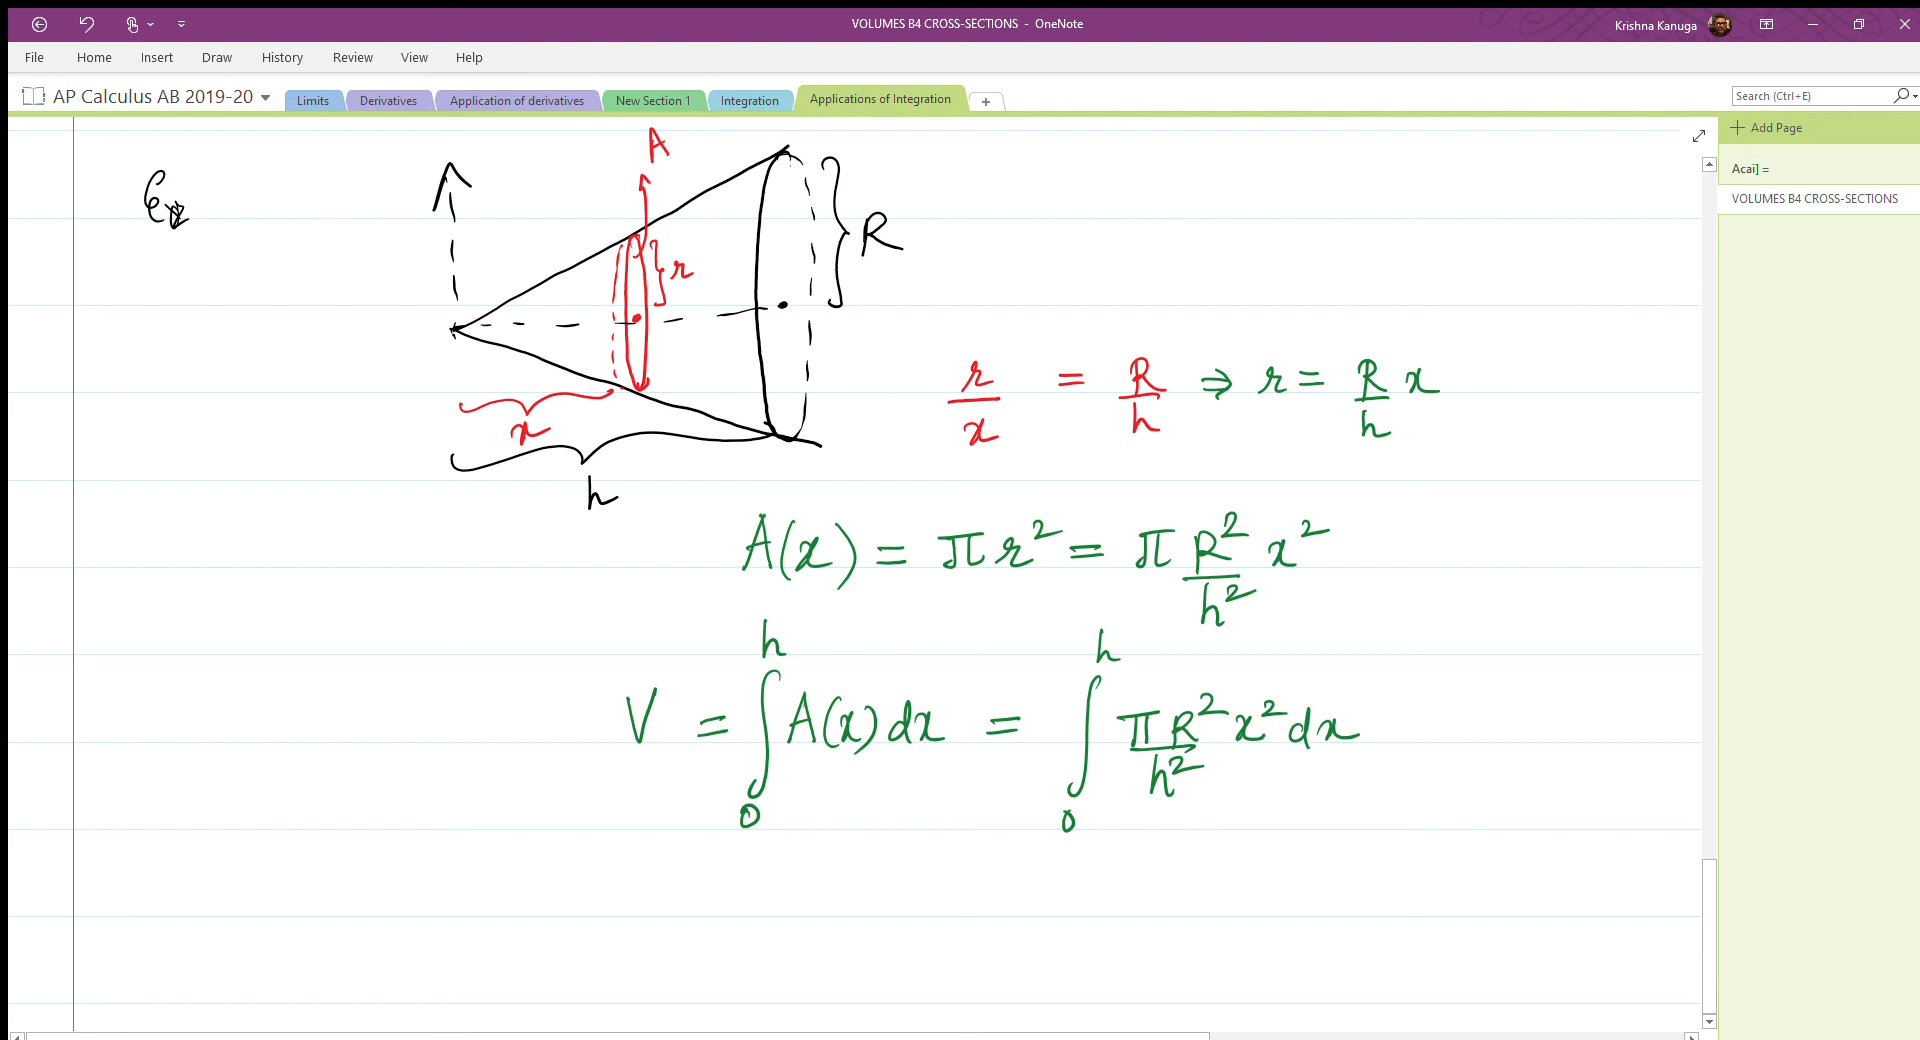 VOLUMES B4 CROSS-SECTIONS - OneNote
Krishna Kanuga
File Home Insert Draw History Review View Help
AP Calculus AB 2019-20
Limits Derivatives Application of derivatives New Section 1 Integration Applications of Integration +
Search (Ctrl+E)
Add Page
Acai] =
VOLUMES B4 CROSS-SECTIONS
A
R
r
x
h
r/x = R/h ⇒ r = R/h x
A(x) = πr² = π R²/h² x²
V = ∫₀ʰ A(x)dx = ∫₀ʰ πR²/h² x² dx